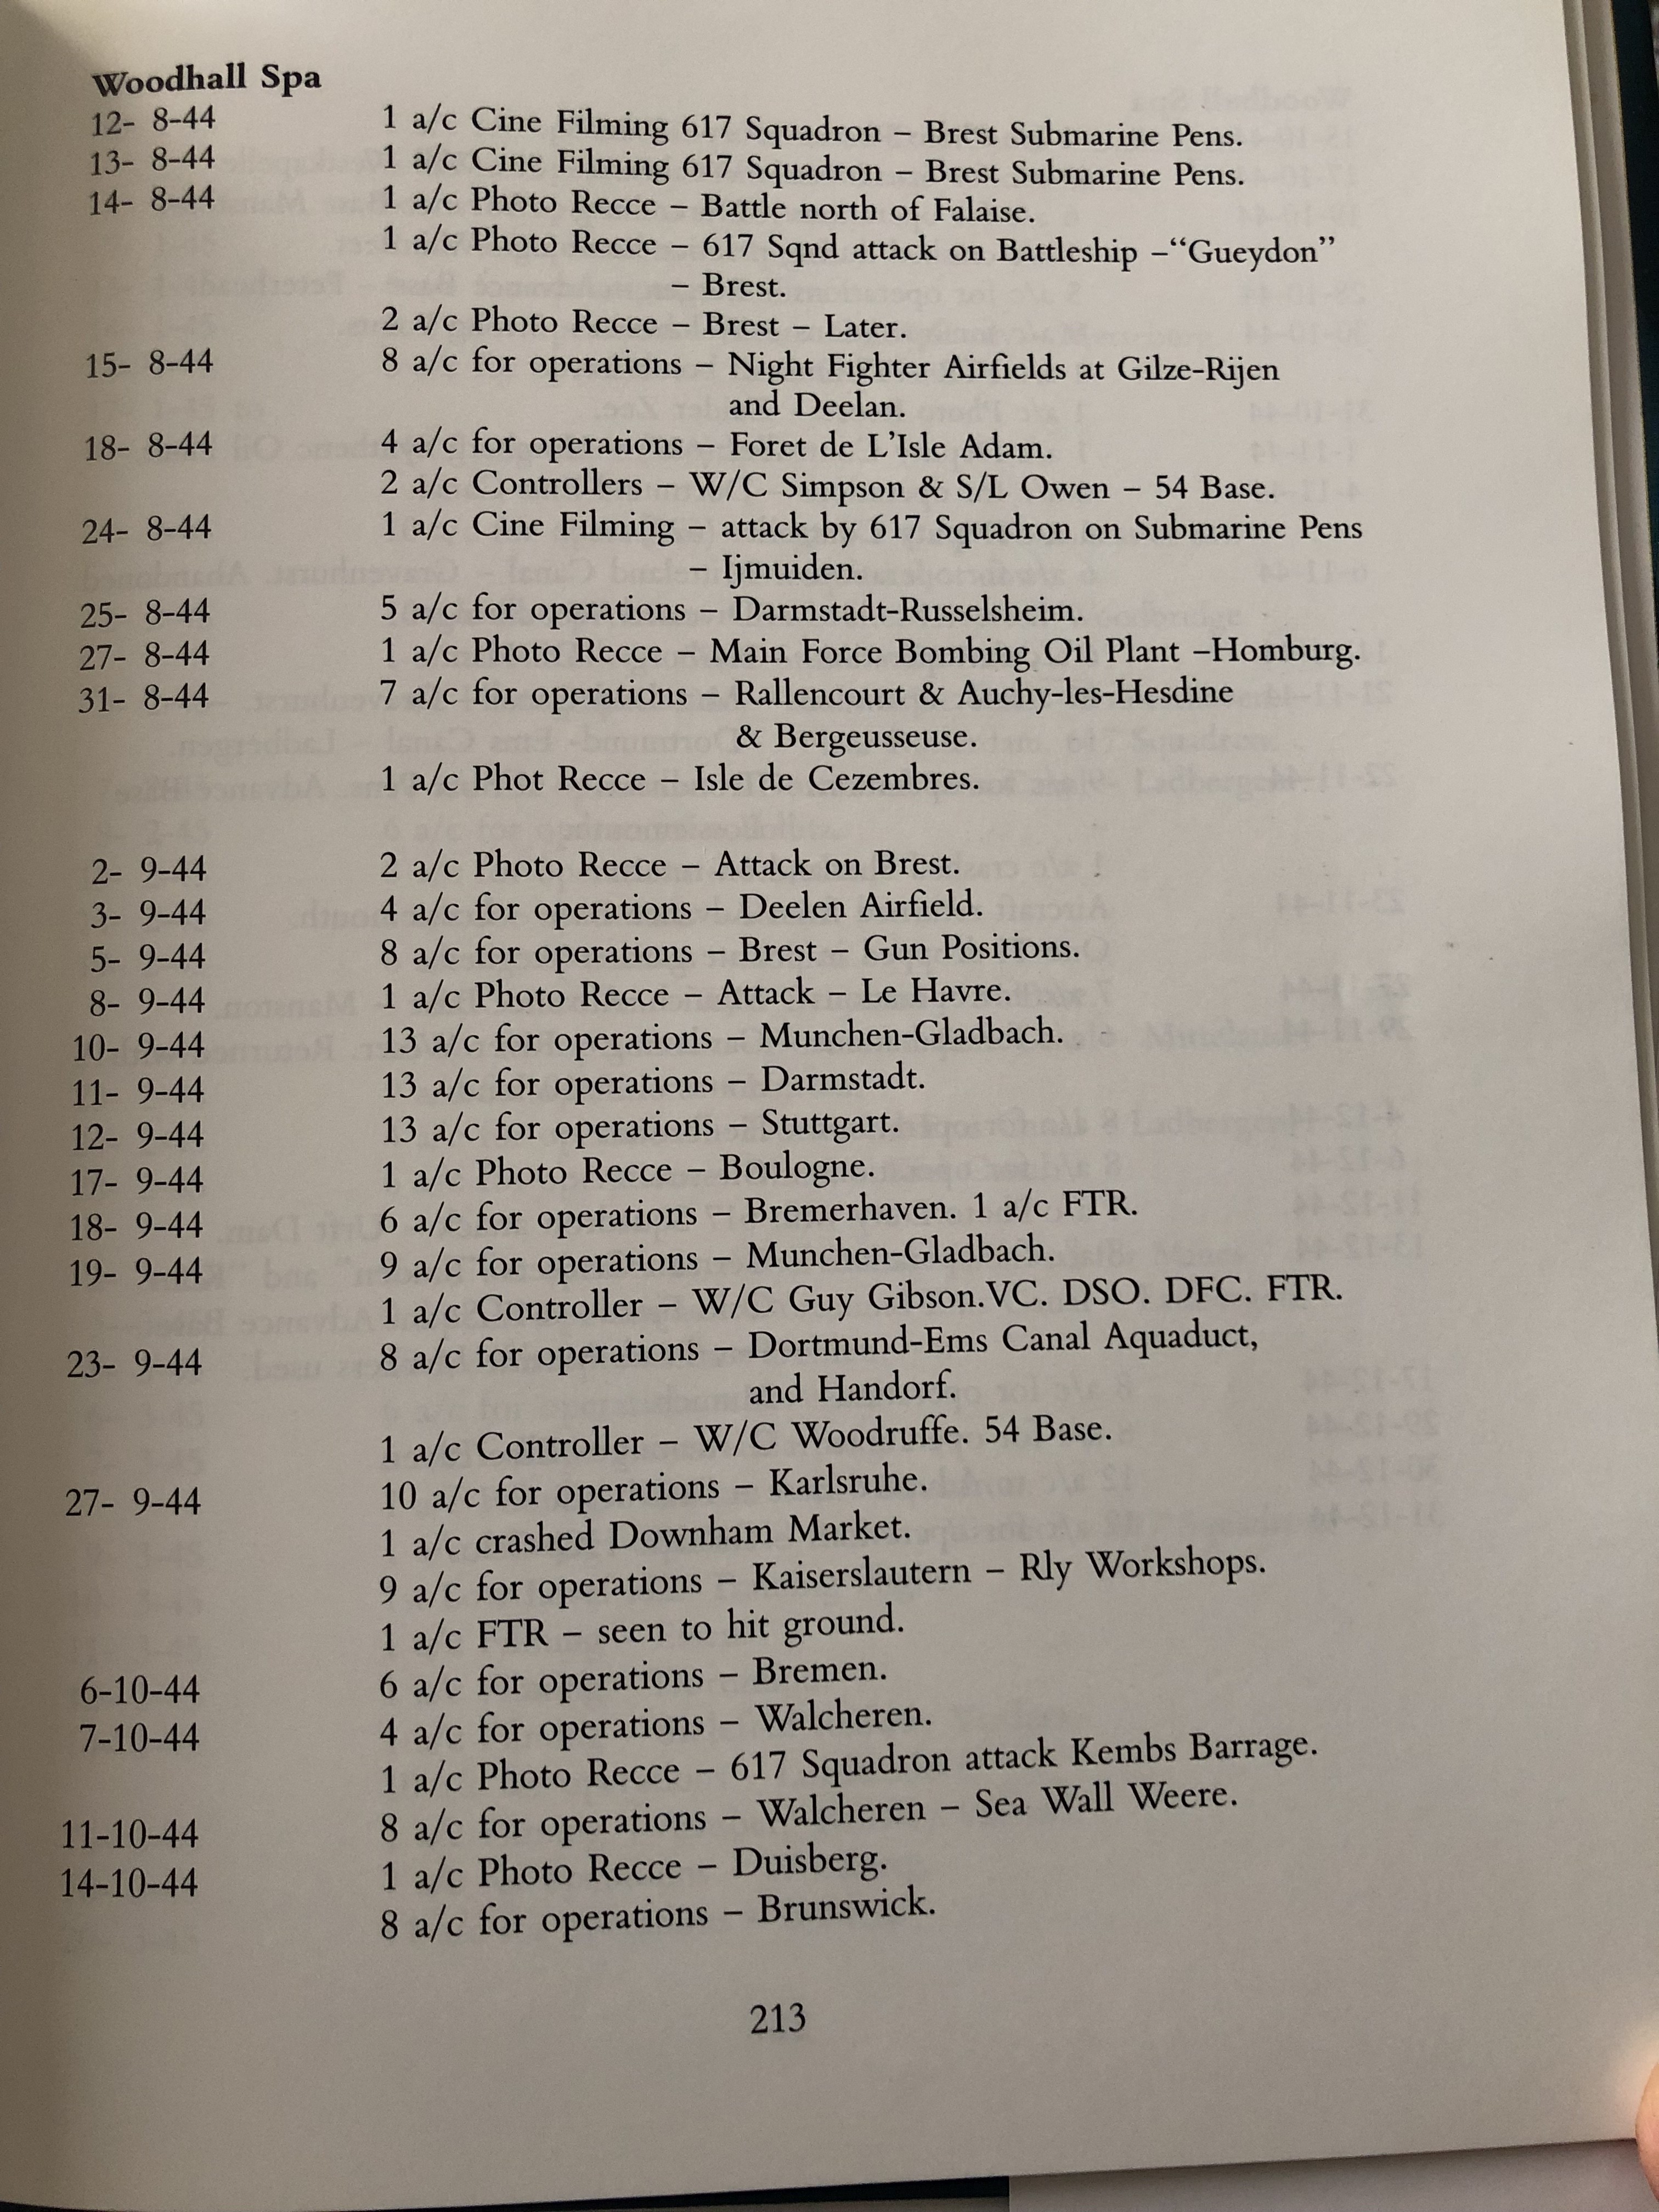 Woodhall Spa
12- 8-44 1 a/c Cine Filming 617 Squadron – Brest Submarine Pens.
13- 8-44 1 a/c Cine Filming 617 Squadron – Brest Submarine Pens.
14- 8-44 1 a/c Photo Recce – Battle north of Falaise.
1 a/c Photo Recce – 617 Sqnd attack on Battleship –“Gueydon”
– Brest.
2 a/c Photo Recce – Brest – Later.
15- 8-44 8 a/c for operations – Night Fighter Airfields at Gilze-Rijen
and Deelan.
18- 8-44 4 a/c for operations – Foret de L’Isle Adam.
2 a/c Controllers – W/C Simpson & S/L Owen – 54 Base.
24- 8-44 1 a/c Cine Filming – attack by 617 Squadron on Submarine Pens
– Ijmuiden.
25- 8-44 5 a/c for operations – Darmstadt-Russelsheim.
27- 8-44 1 a/c Photo Recce – Main Force Bombing Oil Plant –Homburg.
31- 8-44 7 a/c for operations – Rallencourt & Auchy-les-Hesdine
& Bergeusseuse.
1 a/c Phot Recce – Isle de Cezembres.
2- 9-44 2 a/c Photo Recce – Attack on Brest.
3- 9-44 4 a/c for operations – Deelen Airfield.
5- 9-44 8 a/c for operations – Brest – Gun Positions.
8- 9-44 1 a/c Photo Recce – Attack – Le Havre.
10- 9-44 13 a/c for operations – Munchen-Gladbach.
11- 9-44 13 a/c for operations – Darmstadt.
12- 9-44 13 a/c for operations – Stuttgart.
17- 9-44 1 a/c Photo Recce – Boulogne.
18- 9-44 6 a/c for operations – Bremerhaven. 1 a/c FTR.
19- 9-44 9 a/c for operations – Munchen-Gladbach.
1 a/c Controller – W/C Guy Gibson.VC. DSO. DFC. FTR.
23- 9-44 8 a/c for operations – Dortmund-Ems Canal Aquaduct,
and Handorf.
1 a/c Controller – W/C Woodruffe. 54 Base.
27- 9-44 10 a/c for operations – Karlsruhe.
1 a/c crashed Downham Market.
9 a/c for operations – Kaiserslautern – Rly Workshops.
1 a/c FTR – seen to hit ground.
6-10-44 6 a/c for operations – Bremen.
7-10-44 4 a/c for operations – Walcheren.
1 a/c Photo Recce – 617 Squadron attack Kembs Barrage.
11-10-44 8 a/c for operations – Walcheren – Sea Wall Weere.
14-10-44 1 a/c Photo Recce – Duisberg.
8 a/c for operations – Brunswick.
213